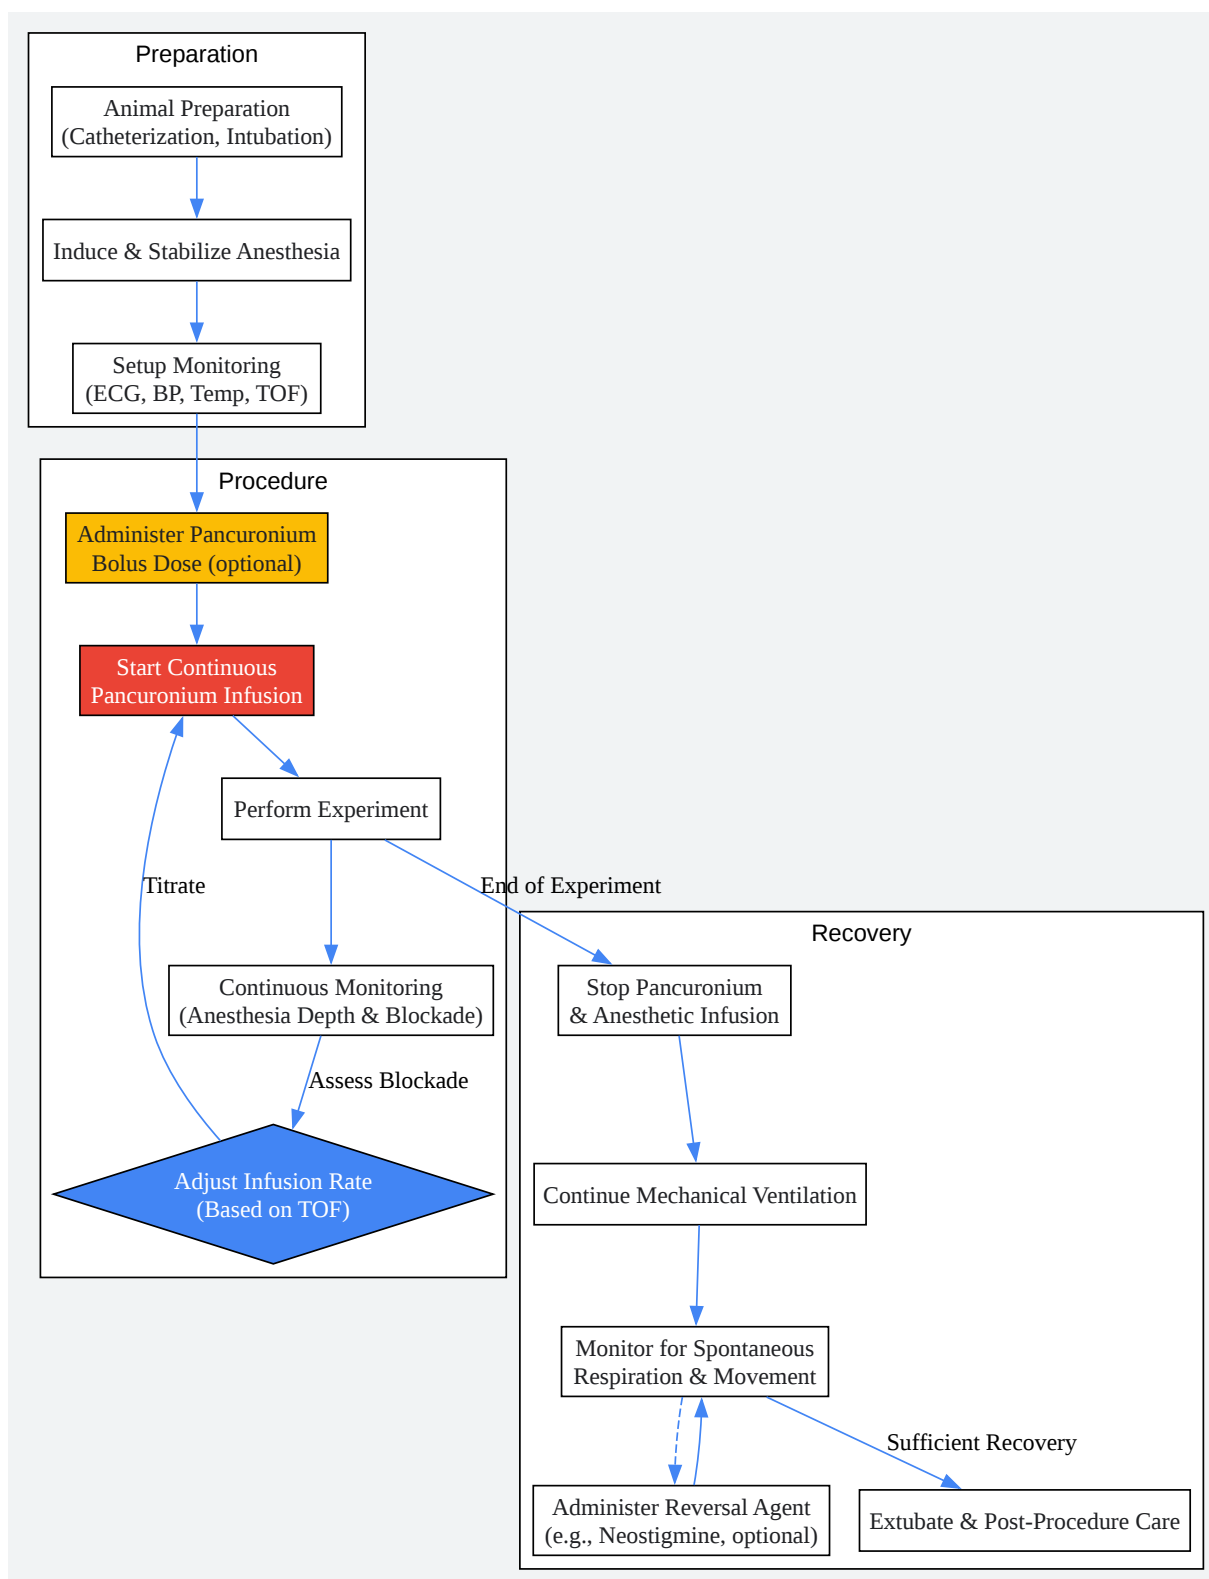 Preparation
Animal Preparation
(Catheterization, Intubation)
Induce & Stabilize Anesthesia
Setup Monitoring
(ECG, BP, Temp, TOF)
Procedure
Administer Pancuronium
Bolus Dose (optional)
Start Continuous
Pancuronium Infusion
Perform Experiment
Titrate
End of Experiment
Continuous Monitoring
(Anesthesia Depth & Blockade)
Assess Blockade
Adjust Infusion Rate
(Based on TOF)
Recovery
Stop Pancuronium
& Anesthetic Infusion
Continue Mechanical Ventilation
Monitor for Spontaneous
Respiration & Movement
Sufficient Recovery
Administer Reversal Agent
(e.g., Neostigmine, optional)
Extubate & Post-Procedure Care